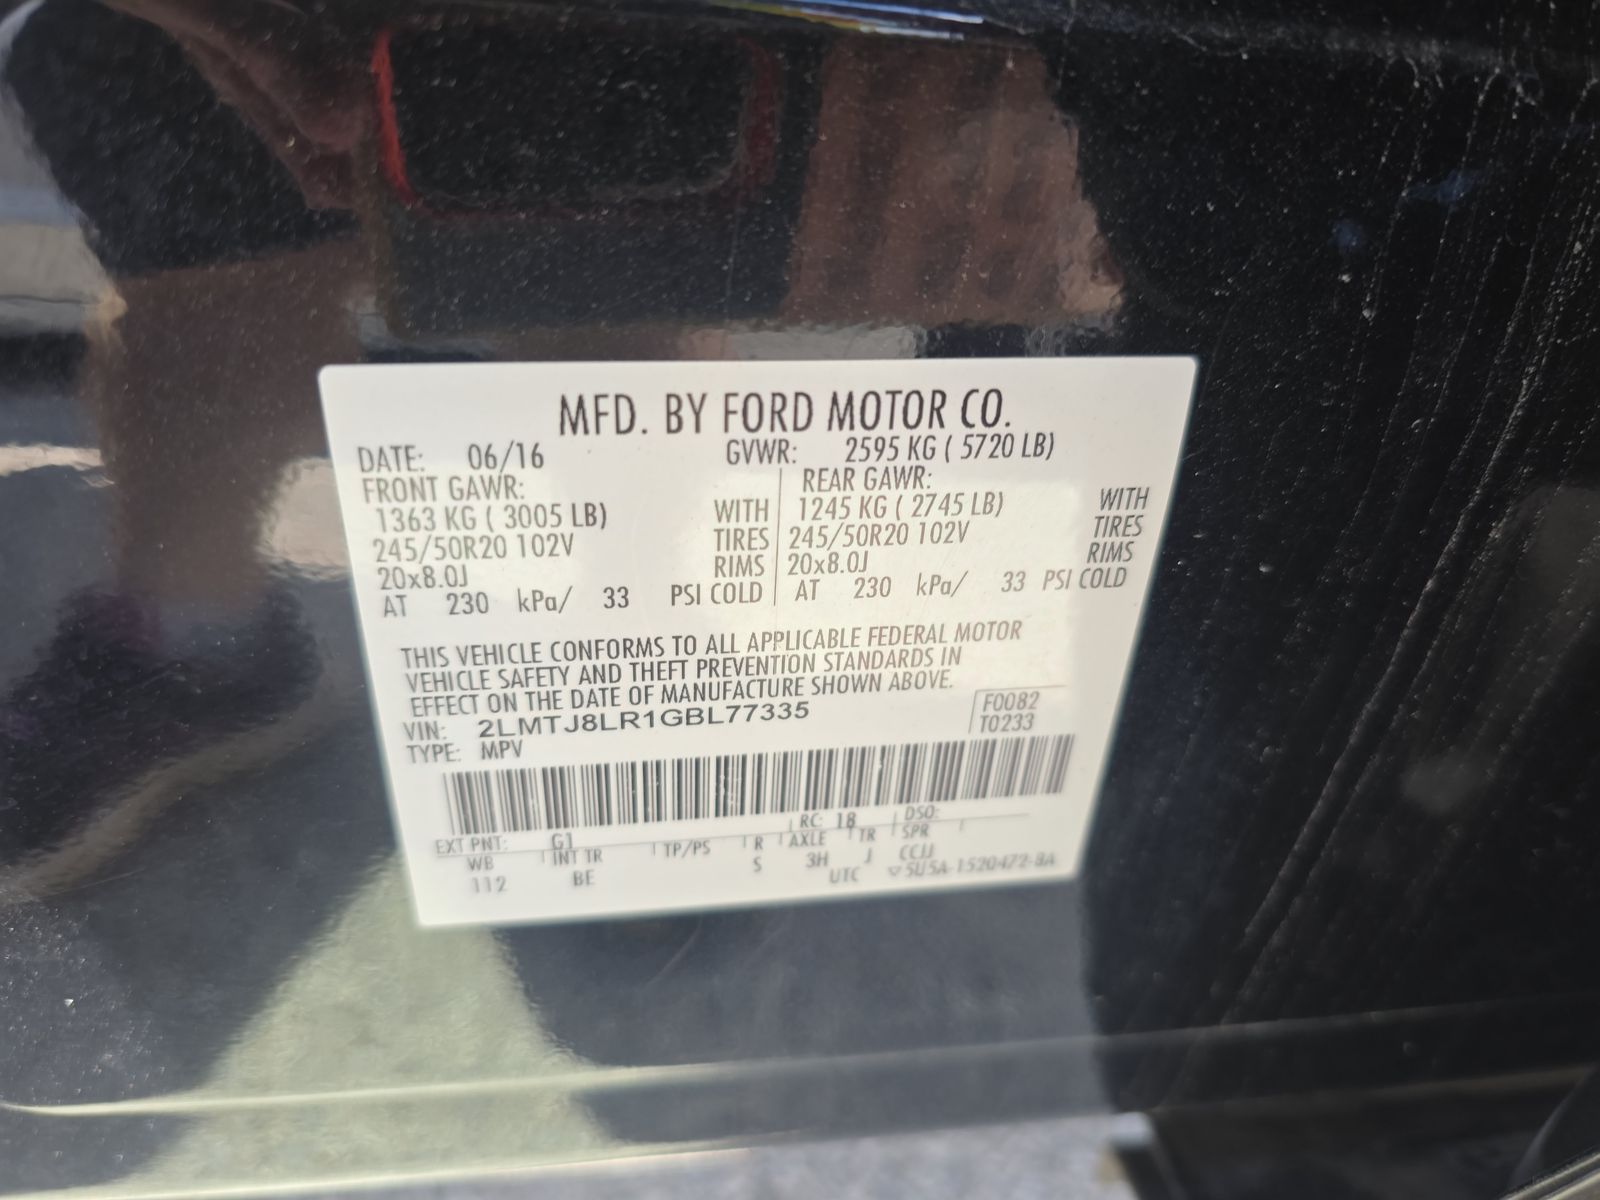 MFD. BY FORD MOTOR CO.
DATE: 06/16 GVWR: 2595 KG ( 5720 LB)
FRONT GAWR: REAR GAWR:
1363 KG ( 3005 LB) WITH 1245 KG ( 2745 LB) WITH
245/50R20 102V TIRES 245/50R20 102V TIRES
20x8.0J RIMS 20x8.0J RIMS
AT 230 kPa/ 33 PSI COLD AT 230 kPa/ 33 PSI COLD
THIS VEHICLE CONFORMS TO ALL APPLICABLE FEDERAL MOTOR
VEHICLE SAFETY AND THEFT PREVENTION STANDARDS IN
EFFECT ON THE DATE OF MANUFACTURE SHOWN ABOVE.
VIN: 2LMTJ8LR1GBL77335 F0082
TYPE: MPV T0233
EXT PNT: G1 RC: 18 DSO:
WB INT TR TP/PS R AXLE TR SPR
112 BE S 3H J CCJJ
UTC ▽5U5A-1520472-BA